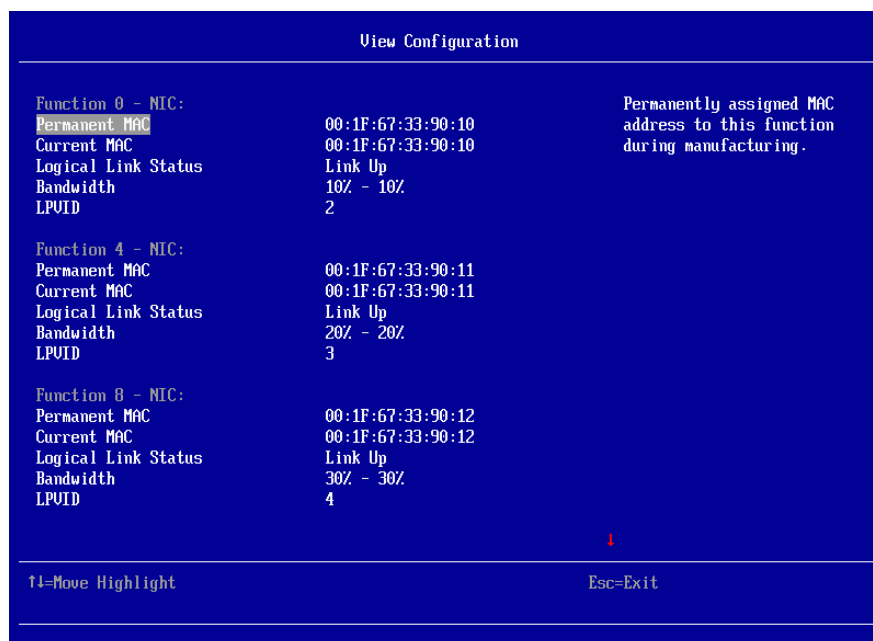 View Configuration
Function 0 - NIC:
Permanent MAC 00:1F:67:33:90:10
Current MAC 00:1F:67:33:90:10
Logical Link Status Link Up
Bandwidth 10% - 10%
LPVID 2
Permanently assigned MAC
address to this function
during manufacturing.
Function 4 - NIC:
Permanent MAC 00:1F:67:33:90:11
Current MAC 00:1F:67:33:90:11
Logical Link Status Link Up
Bandwidth 20% - 20%
LPVID 3
Function 8 - NIC:
Permanent MAC 00:1F:67:33:90:12
Current MAC 00:1F:67:33:90:12
Logical Link Status Link Up
Bandwidth 30% - 30%
LPVID 4
↓
↑↓=Move Highlight Esc=Exit